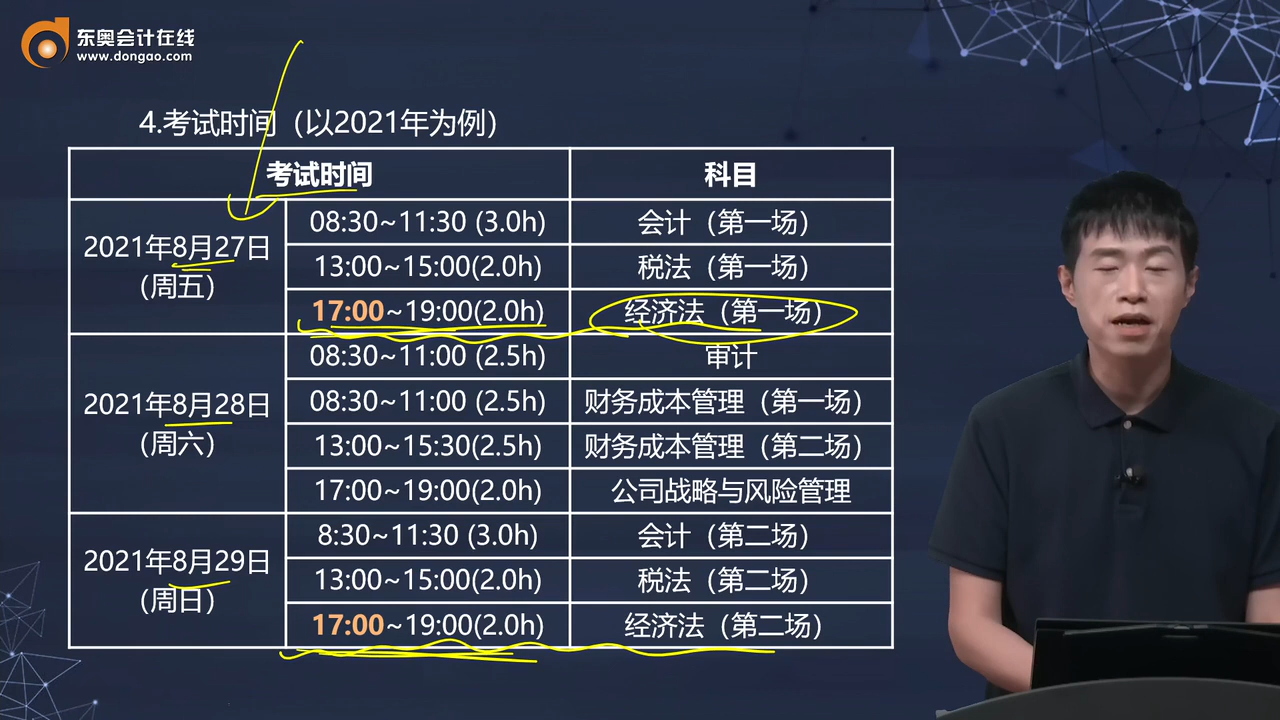 东奥会计在线
www.dongao.com
4.考试时间（以2021年为例）
考试时间 科目
2021年8月27日
（周五）
08:30~11:30 (3.0h) 会计（第一场）
13:00~15:00(2.0h) 税法（第一场）
17:00~19:00(2.0h) 经济法（第一场）
2021年8月28日
（周六）
08:30~11:00 (2.5h) 审计
08:30~11:00 (2.5h) 财务成本管理（第一场）
13:00~15:30(2.5h) 财务成本管理（第二场）
17:00~19:00(2.0h) 公司战略与风险管理
2021年8月29日
（周日）
8:30~11:30 (3.0h) 会计（第二场）
13:00~15:00(2.0h) 税法（第二场）
17:00~19:00(2.0h) 经济法（第二场）